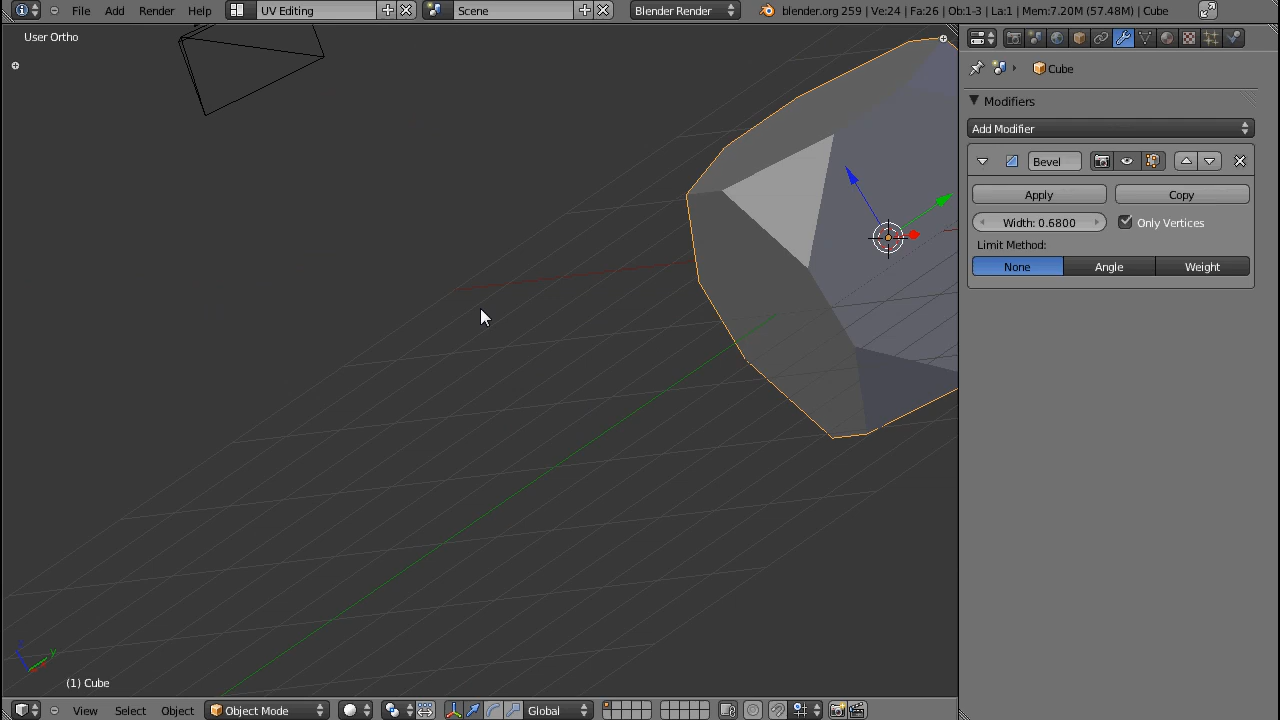 File Add Render Help UV Editing Scene Blender Render blender.org 259 | Ve:24 | Fa:26 | Ob:1-3 | La:1 | Mem:7.20M (57.48M) | Cube
User Ortho
Cube
Modifiers
Add Modifier
Bevel
Apply Copy
Width: 0.6800 Only Vertices
Limit Method:
None Angle Weight
z
y
(1) Cube
View Select Object Object Mode Global